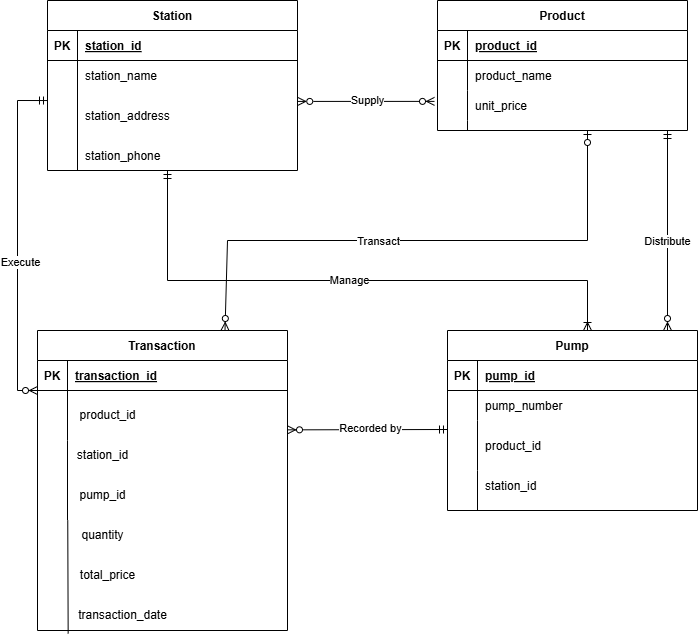 Station
PK station_id
station_name
station_address
station_phone
Product
PK product_id
product_name
unit_price
Supply
Execute
Transact
Manage
Distribute
Transaction
PK transaction_id
product_id
station_id
pump_id
quantity
total_price
transaction_date
Recorded by
Pump
PK pump_id
pump_number
product_id
station_id